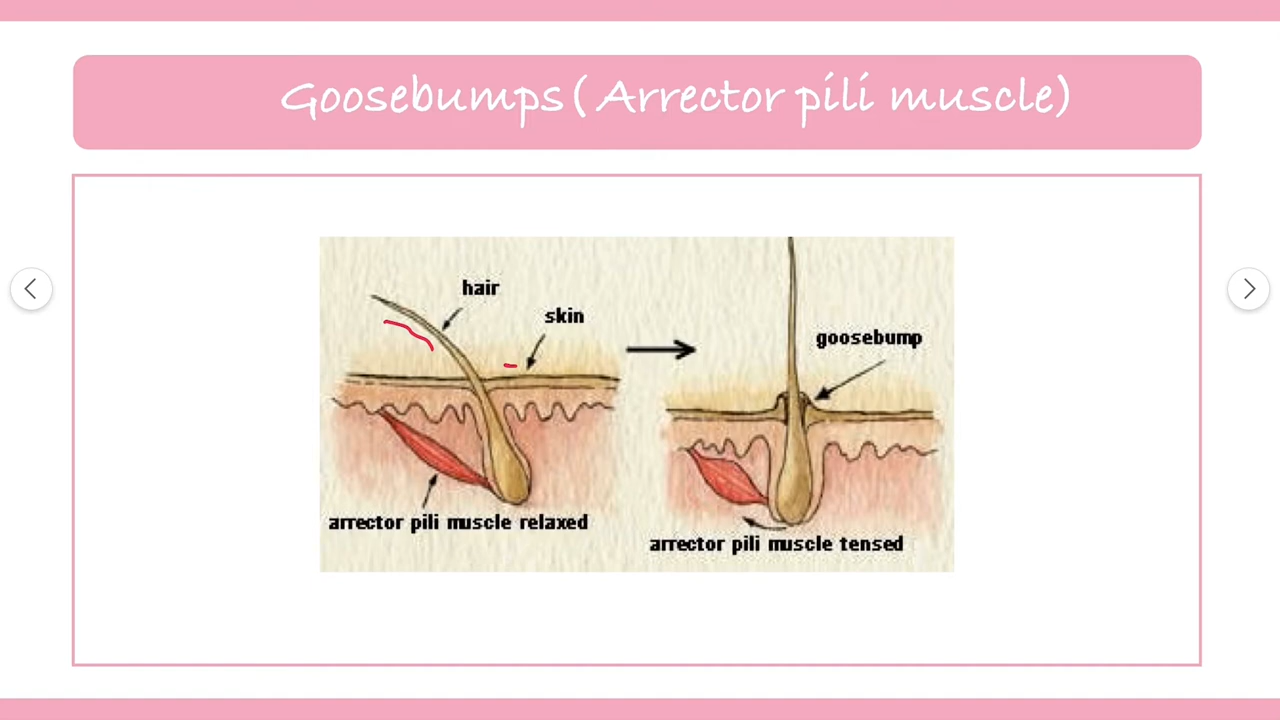 Goosebumps( Arrector pili muscle)
hair
skin
goosebump
arrector pili muscle relaxed
arrector pili muscle tensed